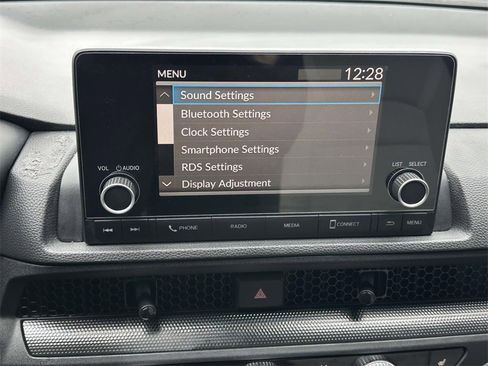 MENU 12:28
Sound Settings
Bluetooth Settings
Clock Settings
Smartphone Settings
RDS Settings
Display Adjustment
VOL AUDIO
LIST SELECT
PHONE RADIO MEDIA CONNECT MENU